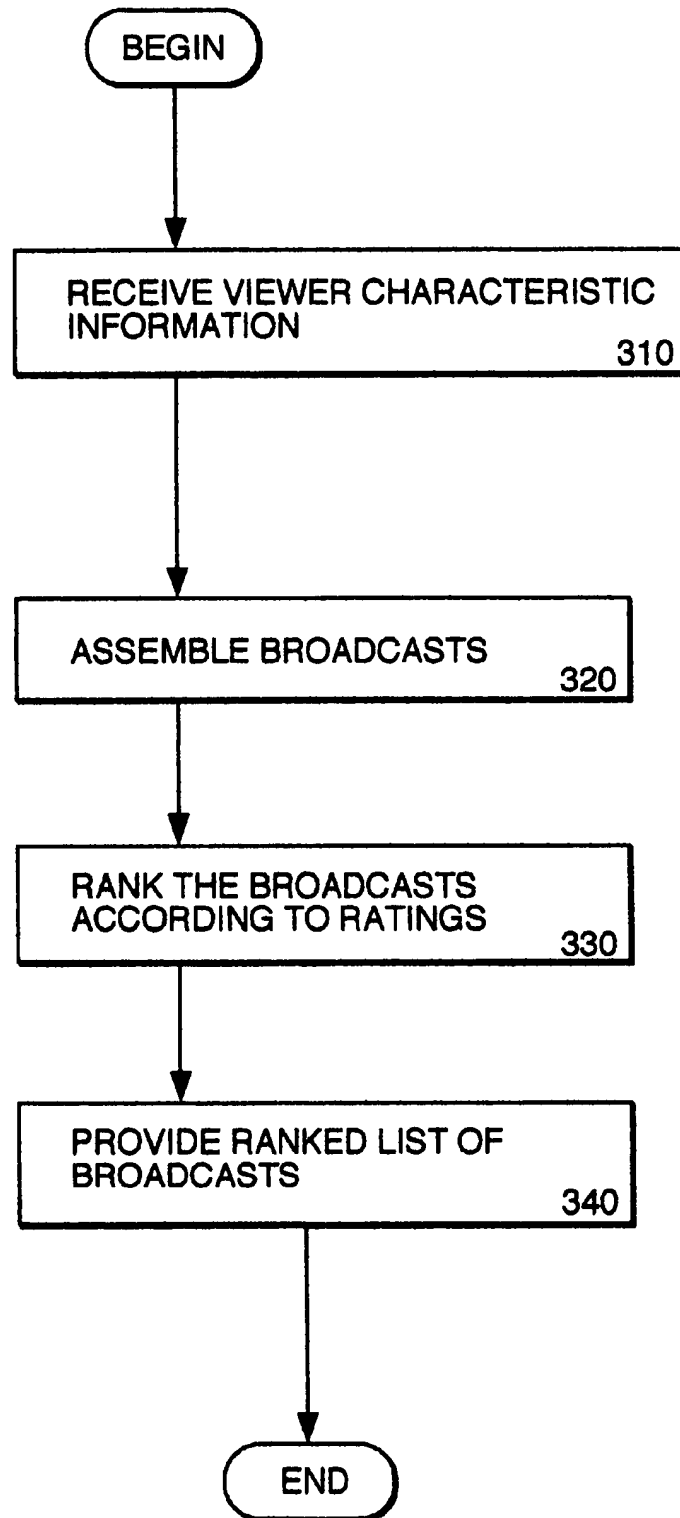 BEGIN
RECEIVE VIEWER CHARACTERISTIC
INFORMATION
310
ASSEMBLE BROADCASTS
320
RANK THE BROADCASTS
ACCORDING TO RATINGS
330
PROVIDE RANKED LIST OF
BROADCASTS
340
END